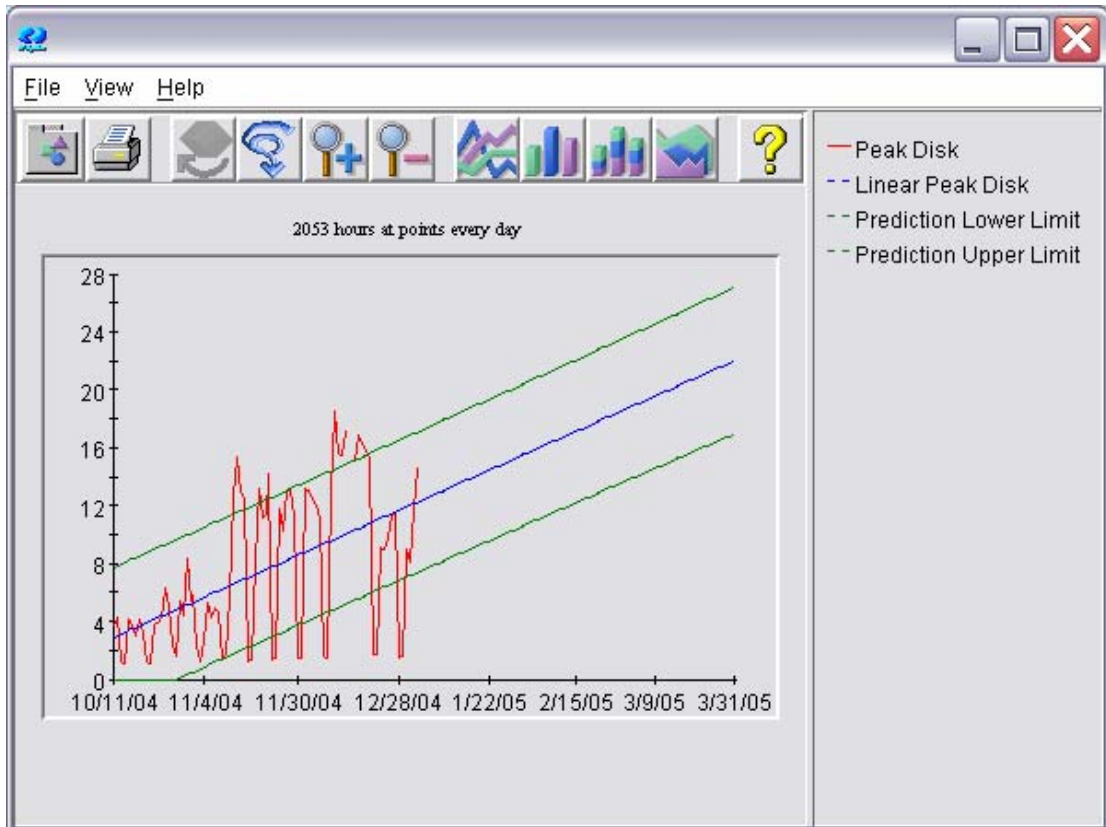 File View Help
Peak Disk
Linear Peak Disk
Prediction Lower Limit
Prediction Upper Limit
2053 hours at points every day
28
24
20
16
12
8
4
0
10/11/04 11/4/04 11/30/04 12/28/04 1/22/05 2/15/05 3/9/05 3/31/05